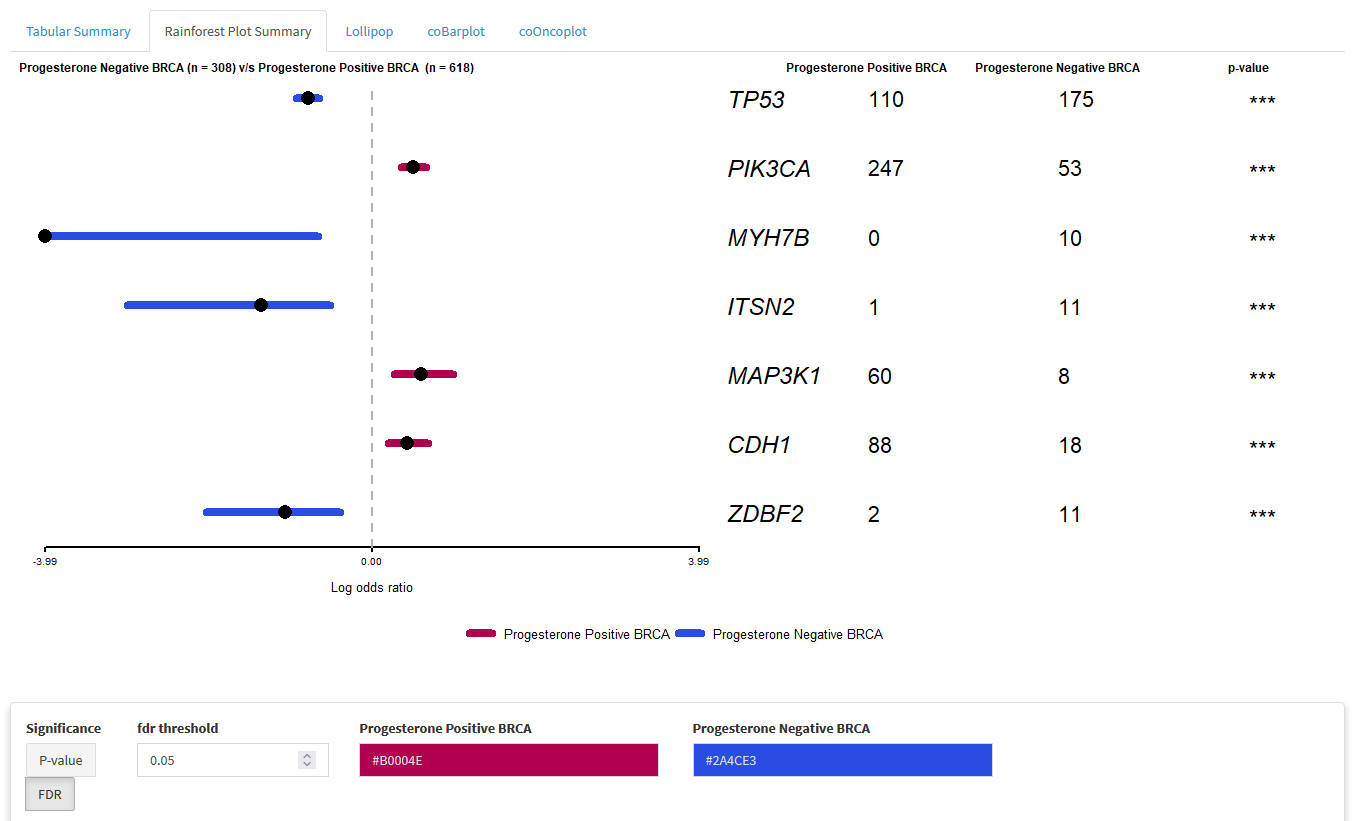 Tabular Summary Rainforest Plot Summary Lollipop coBarplot coOncoplot
Progesterone Negative BRCA (n = 308) v/s Progesterone Positive BRCA (n = 618) Progesterone Positive BRCA Progesterone Negative BRCA p-value
TP53 110 175 ***
PIK3CA 247 53 ***
MYH7B 0 10 ***
ITSN2 1 11 ***
MAP3K1 60 8 ***
CDH1 88 18 ***
ZDBF2 2 11 ***
-3.99 0.00 3.99
Log odds ratio
Progesterone Positive BRCA Progesterone Negative BRCA
Significance fdr threshold Progesterone Positive BRCA Progesterone Negative BRCA
P-value 0.05 #B0004E #2A4CE3
FDR